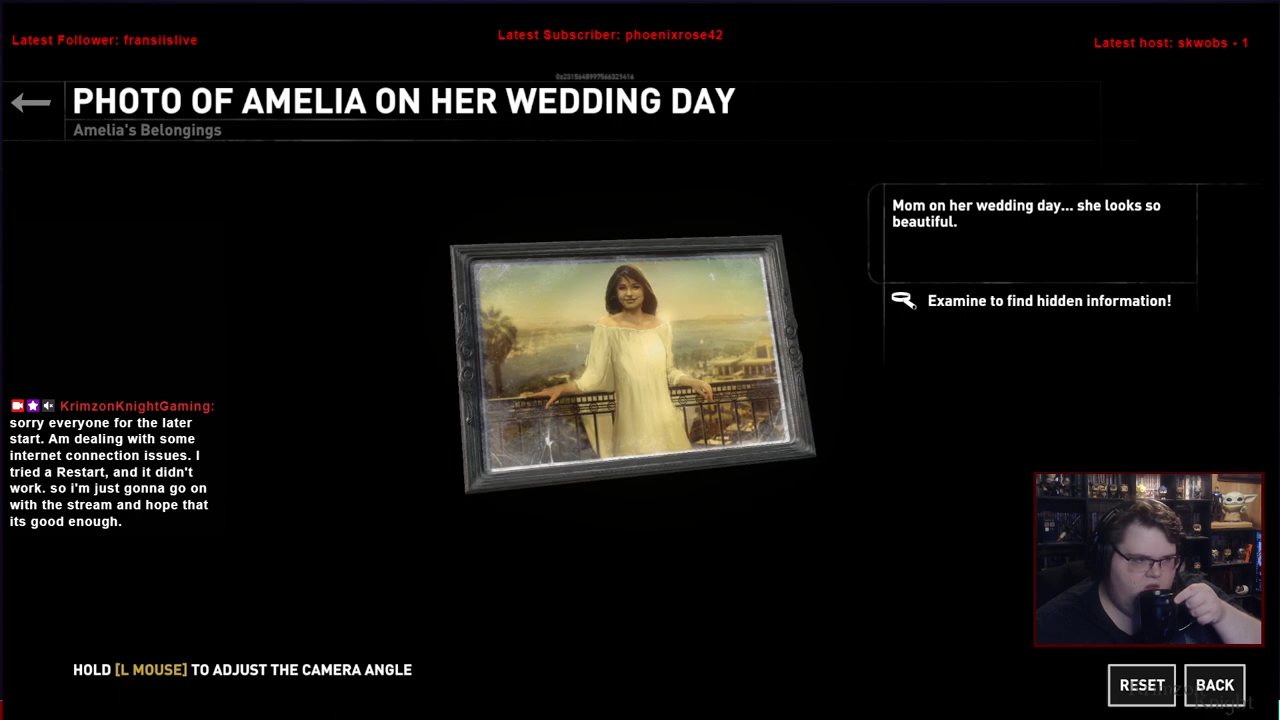 Latest Follower: fransiislive
Latest Subscriber: phoenixrose42
Latest host: skwobs - 1
PHOTO OF AMELIA ON HER WEDDING DAY
Amelia's Belongings
Mom on her wedding day... she looks so
beautiful.
Examine to find hidden information!
KrimzonKnightGaming:
sorry everyone for the later
start. Am dealing with some
internet connection issues. I
tried a Restart, and it didn't
work. so i'm just gonna go on
with the stream and hope that
its good enough.
HOLD [L MOUSE] TO ADJUST THE CAMERA ANGLE
RESET
BACK
Knight